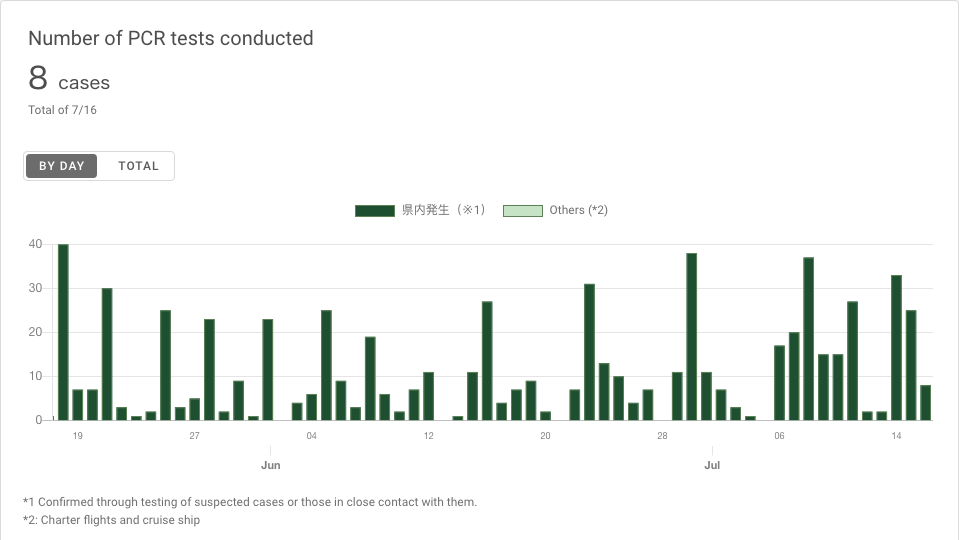 Number of PCR tests conducted
8 cases
Total of 7/16
BY DAY TOTAL
県内発生（※1） Others (*2)
40
30
20
10
0
19 27 04 12 20 28 06 14
Jun Jul
*1 Confirmed through testing of suspected cases or those in close contact with them.
*2: Charter flights and cruise ship